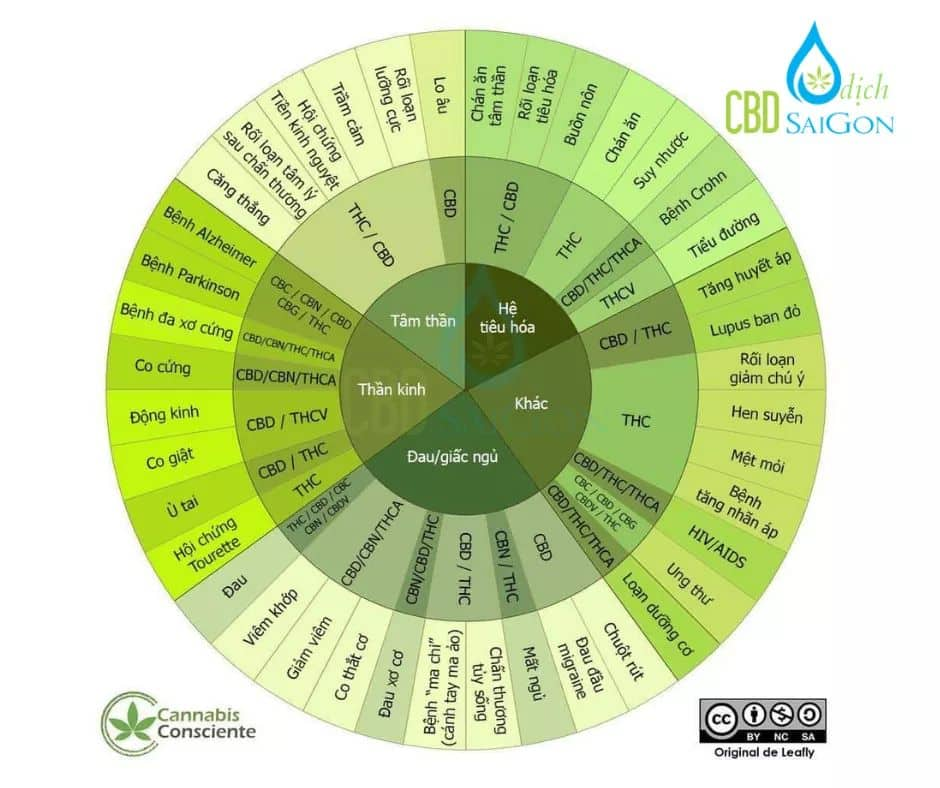 CBD
dịch
SAIGON
Chán ăn
tâm thần
Rối loạn
tiêu hóa
Buồn nôn
Chán ăn
Suy nhược
Bệnh Crohn
Tiểu đường
Tăng huyết áp
Lupus ban đỏ
Rối loạn
giảm chú ý
Hen suyễn
Mệt mỏi
Bệnh
tăng nhãn áp
HIV/AIDS
Ung thư
Loạn dưỡng cơ
Chuột rút
Đau đầu
migraine
Mất ngủ
Chấn thương
tủy sống
Bệnh “ma chi”
(cánh tay ma áo)
Đau xơ cơ
Co thắt cơ
Giảm viêm
Viêm khớp
Đau
Hội chứng
Tourette
Ù tai
Co giật
Động kinh
Co cứng
Bệnh đa xơ cứng
Bệnh Parkinson
Bệnh Alzheimer
Căng thẳng
Rối loạn tâm lý
sau chấn thương
Hội chứng
Tiền kinh nguyệt
Trầm cảm
Rối loạn
lưỡng cực
Lo âu
THC / CBD
THC
CBD/THC/THCA
THCV
CBD / THC
THC
CBD/THC/THCA
CBC / CBD / CBG
CBDV / THC
CBD/THC/THCA
CBD
CBN / THC
CBD / THC
CBN/CBD/THC
CBD/CBN/THCA
THC / CBD / CBC
CBN / CBDV
THC
CBD / THC
CBD / THCV
CBD/CBN/THCA
CBD/CBN/THC/THCA
CBC / CBN / CBD
CBG / THC
THC / CBD
CBD
Hệ
tiêu hóa
Khác
Đau/giấc ngủ
Thần kinh
Tâm thần
CBD
SAIGON
Cannabis
Consciente
cc
BY NC SA
Original de Leafly